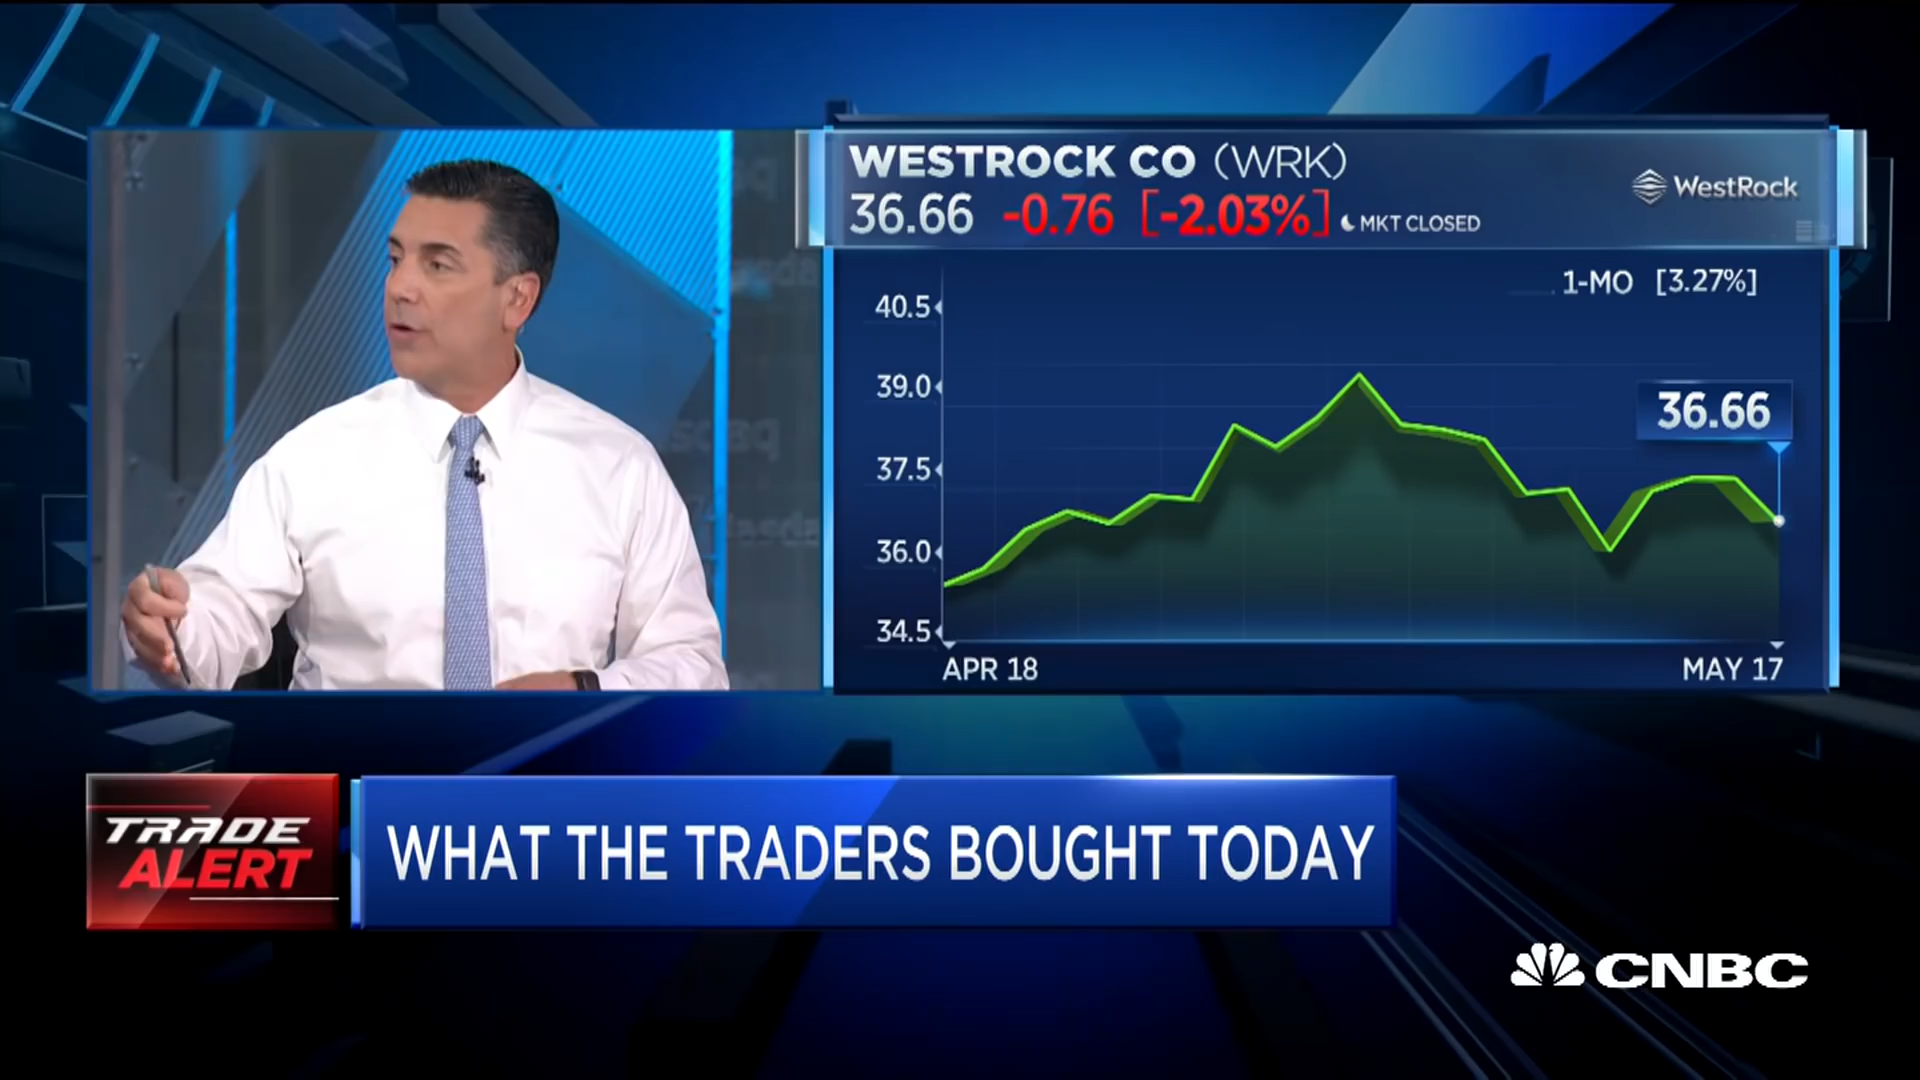 WESTROCK CO (WRK)
36.66 -0.76 [-2.03%] MKT CLOSED
WestRock
1-MO [3.27%]
40.5
39.0
37.5
36.0
34.5
36.66
APR 18
MAY 17
TRADE
ALERT
WHAT THE TRADERS BOUGHT TODAY
CNBC